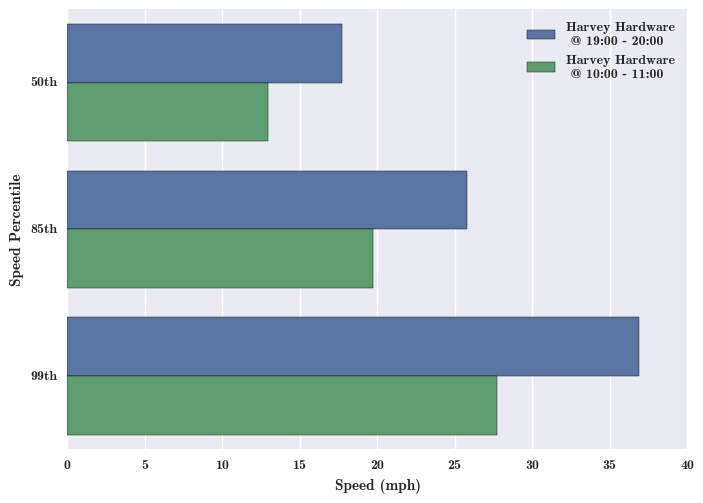 Harvey Hardware
@ 19:00 - 20:00
Harvey Hardware
@ 10:00 - 11:00
Speed Percentile
50th
85th
99th
0 5 10 15 20 25 30 35 40
Speed (mph)